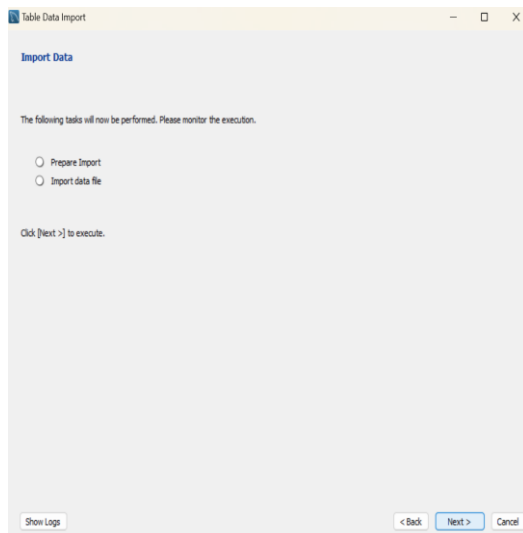 Table Data Import
Import Data
The following tasks will now be performed. Please monitor the execution.
Prepare Import
Import data file
Click [Next >] to execute.
Show Logs
< Back
Next >
Cancel